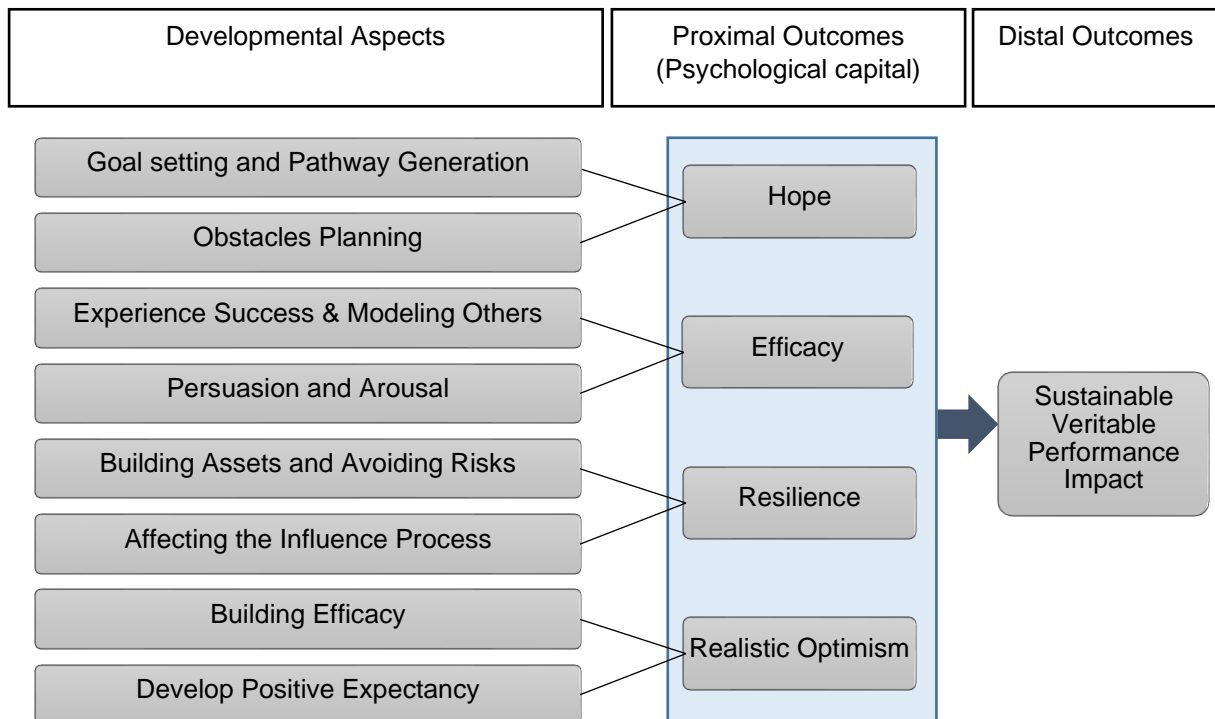 Developmental Aspects
Proximal Outcomes
(Psychological capital)
Distal Outcomes
Goal setting and Pathway Generation
Obstacles Planning
Experience Success & Modeling Others
Persuasion and Arousal
Building Assets and Avoiding Risks
Affecting the Influence Process
Building Efficacy
Develop Positive Expectancy
Hope
Efficacy
Resilience
Realistic Optimism
Sustainable
Veritable
Performance
Impact